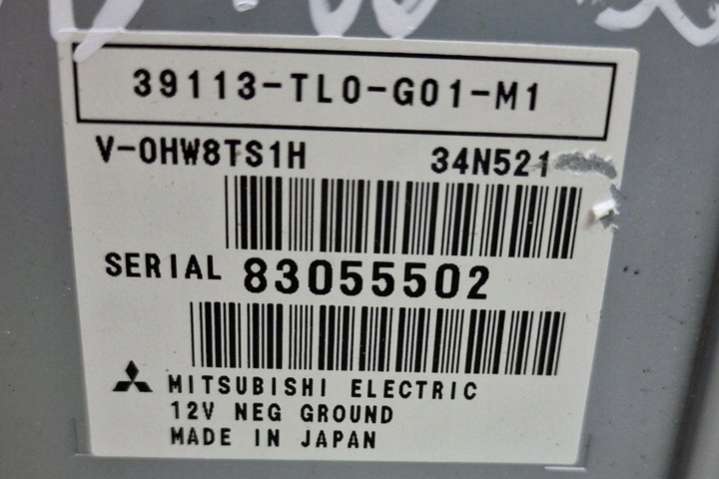 39113-TL0-G01-M1
V-0HW8TS1H 34N521
SERIAL 83055502
MITSUBISHI ELECTRIC
12V NEG GROUND
MADE IN JAPAN